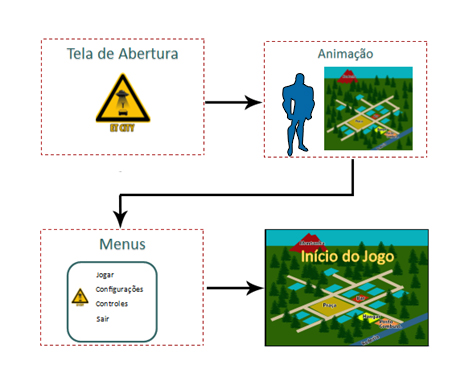 Tela de Abertura
ET CITY
Animação
Menus
Jogar
Configurações
Controles
Sair
Início do Jogo
Praça